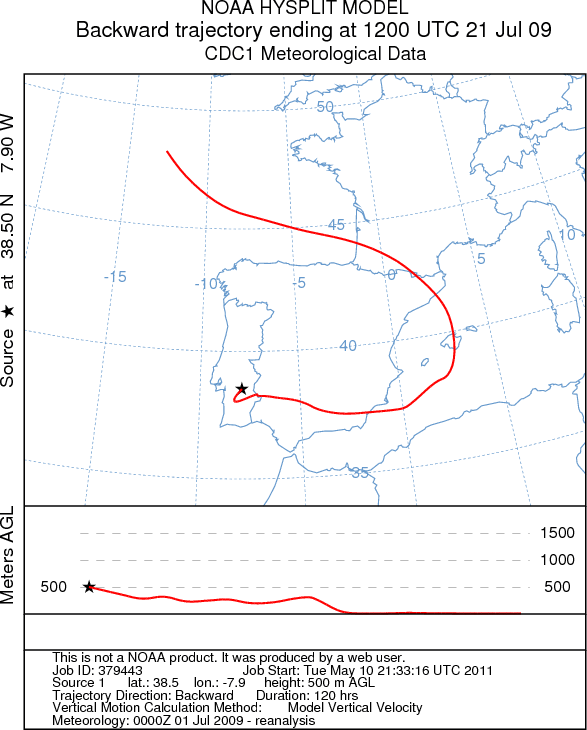 NOAA HYSPLIT MODEL
Backward trajectory ending at 1200 UTC 21 Jul 09
CDC1 Meteorological Data
Source ★ at 38.50 N 7.90 W
50
45
10
5
-15
-10
-5
0
40
35
Meters AGL
1500
1000
500
500
This is not a NOAA product. It was produced by a web user.
Job ID: 379443 Job Start: Tue May 10 21:33:16 UTC 2011
Source 1 lat.: 38.5 lon.: -7.9 height: 500 m AGL
Trajectory Direction: Backward Duration: 120 hrs
Vertical Motion Calculation Method: Model Vertical Velocity
Meteorology: 0000Z 01 Jul 2009 - reanalysis